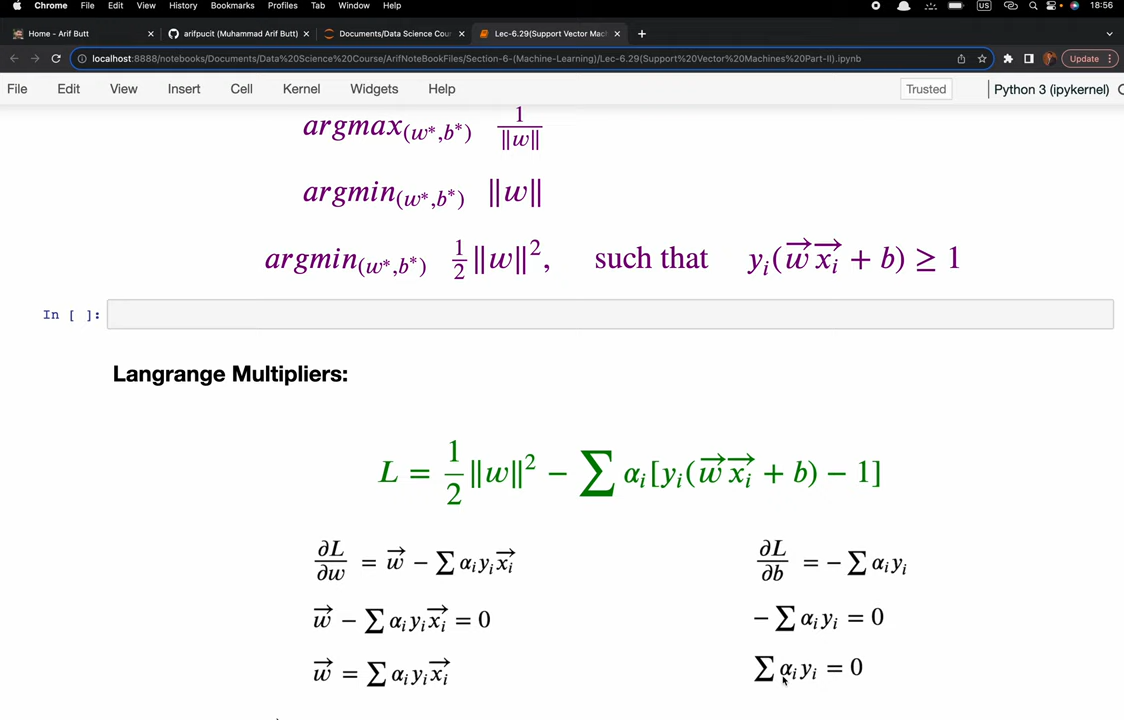 Chrome File Edit View History Bookmarks Profiles Tab Window Help US 18:56
Home - Arif Butt arifpucit (Muhammad Arif Butt) Documents/Data Science Cou Lec-6.29(Support Vector Mac
localhost:8888/notebooks/Documents/Data%20Science%20Course/ArifNoteBookFiles/Section-6-(Machine-Learning)/Lec-6.29(Support%20Vector%20Machines%20Part-II).ipynb Update
File Edit View Insert Cell Kernel Widgets Help Trusted Python 3 (ipykernel)
argmax(w*,b*) 1/‖w‖
argmin(w*,b*) ‖w‖
argmin(w*,b*) 1/2‖w‖², such that yᵢ(w⃗ x⃗ᵢ + b) ≥ 1
In [ ]:
Langrange Multipliers:
L = 1/2‖w‖² − ∑ αᵢ[yᵢ(w⃗ x⃗ᵢ + b) − 1]
∂L/∂w = w⃗ − ∑ αᵢyᵢx⃗ᵢ ∂L/∂b = − ∑ αᵢyᵢ
w⃗ − ∑ αᵢyᵢx⃗ᵢ = 0 − ∑ αᵢyᵢ = 0
w⃗ = ∑ αᵢyᵢx⃗ᵢ ∑ αᵢyᵢ = 0